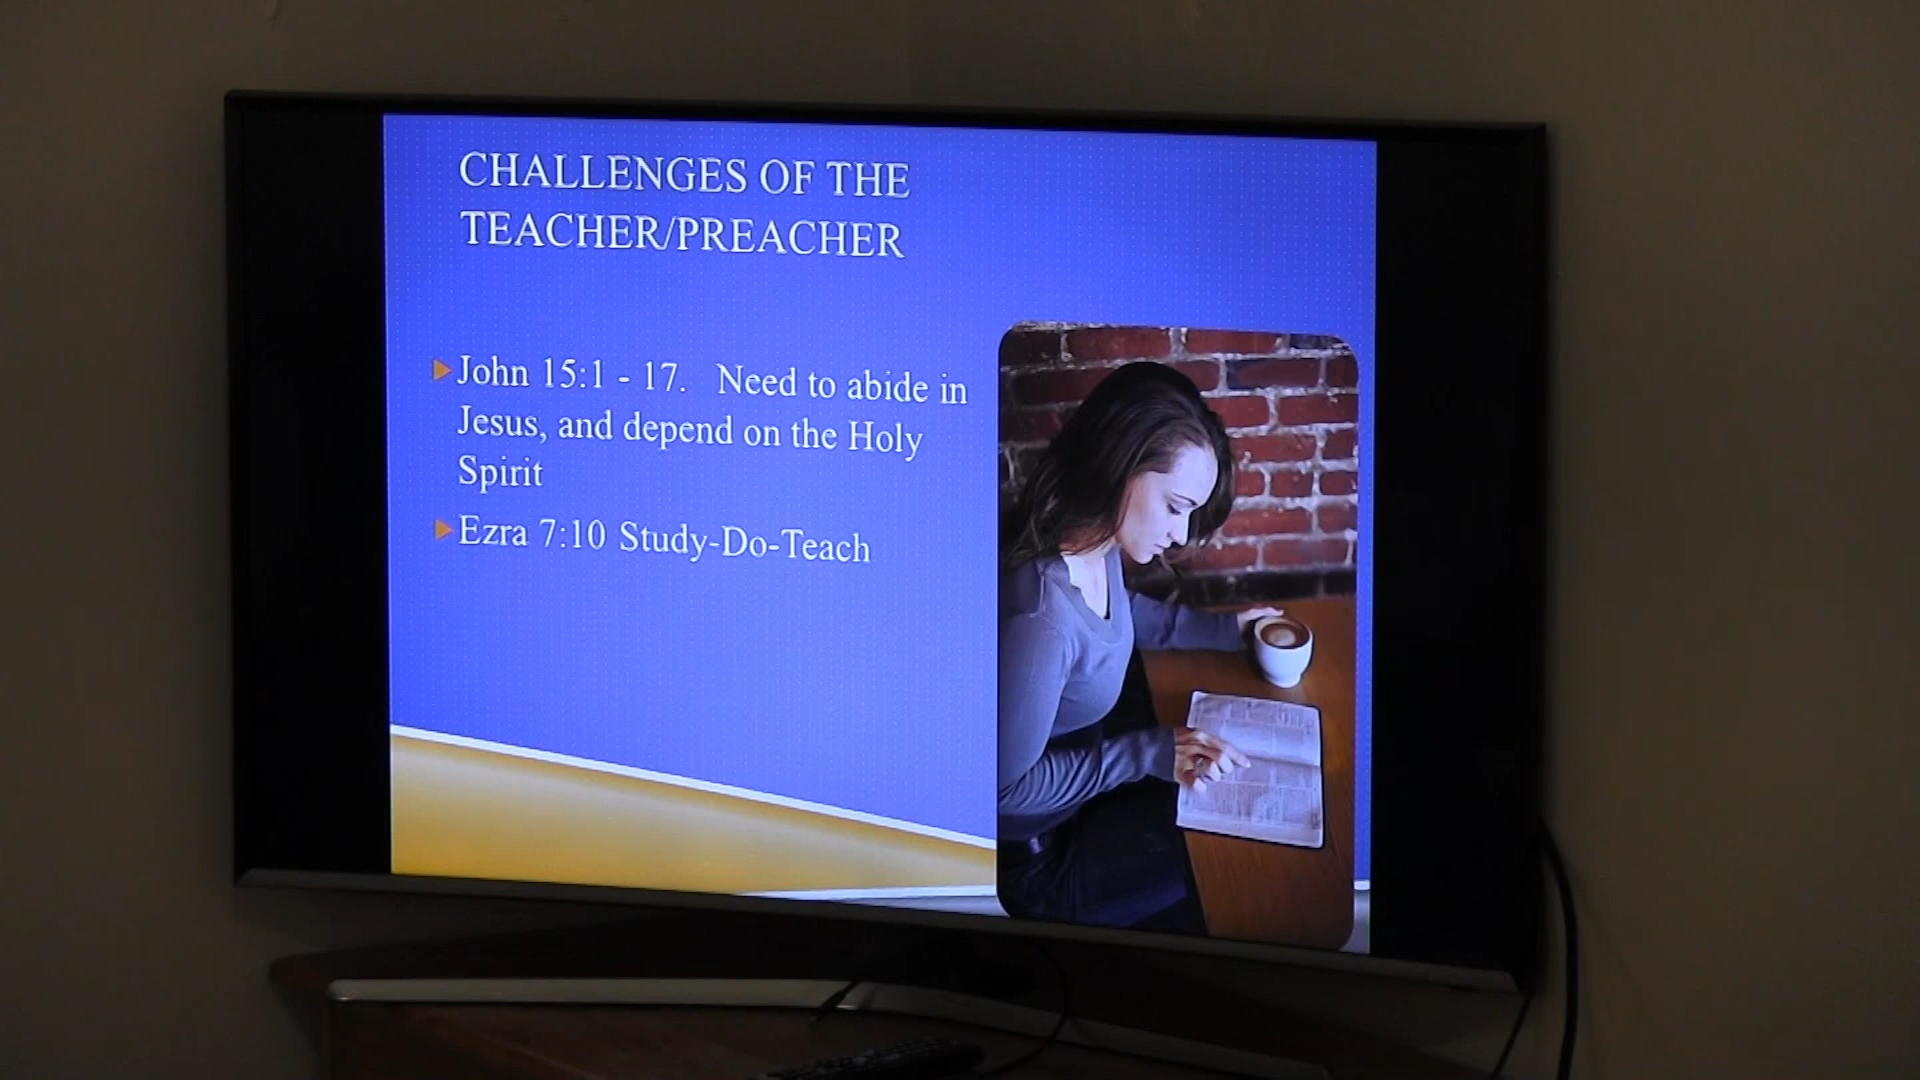 CHALLENGES OF THE
TEACHER/PREACHER
John 15:1 - 17. Need to abide in
Jesus, and depend on the Holy
Spirit
Ezra 7:10 Study-Do-Teach